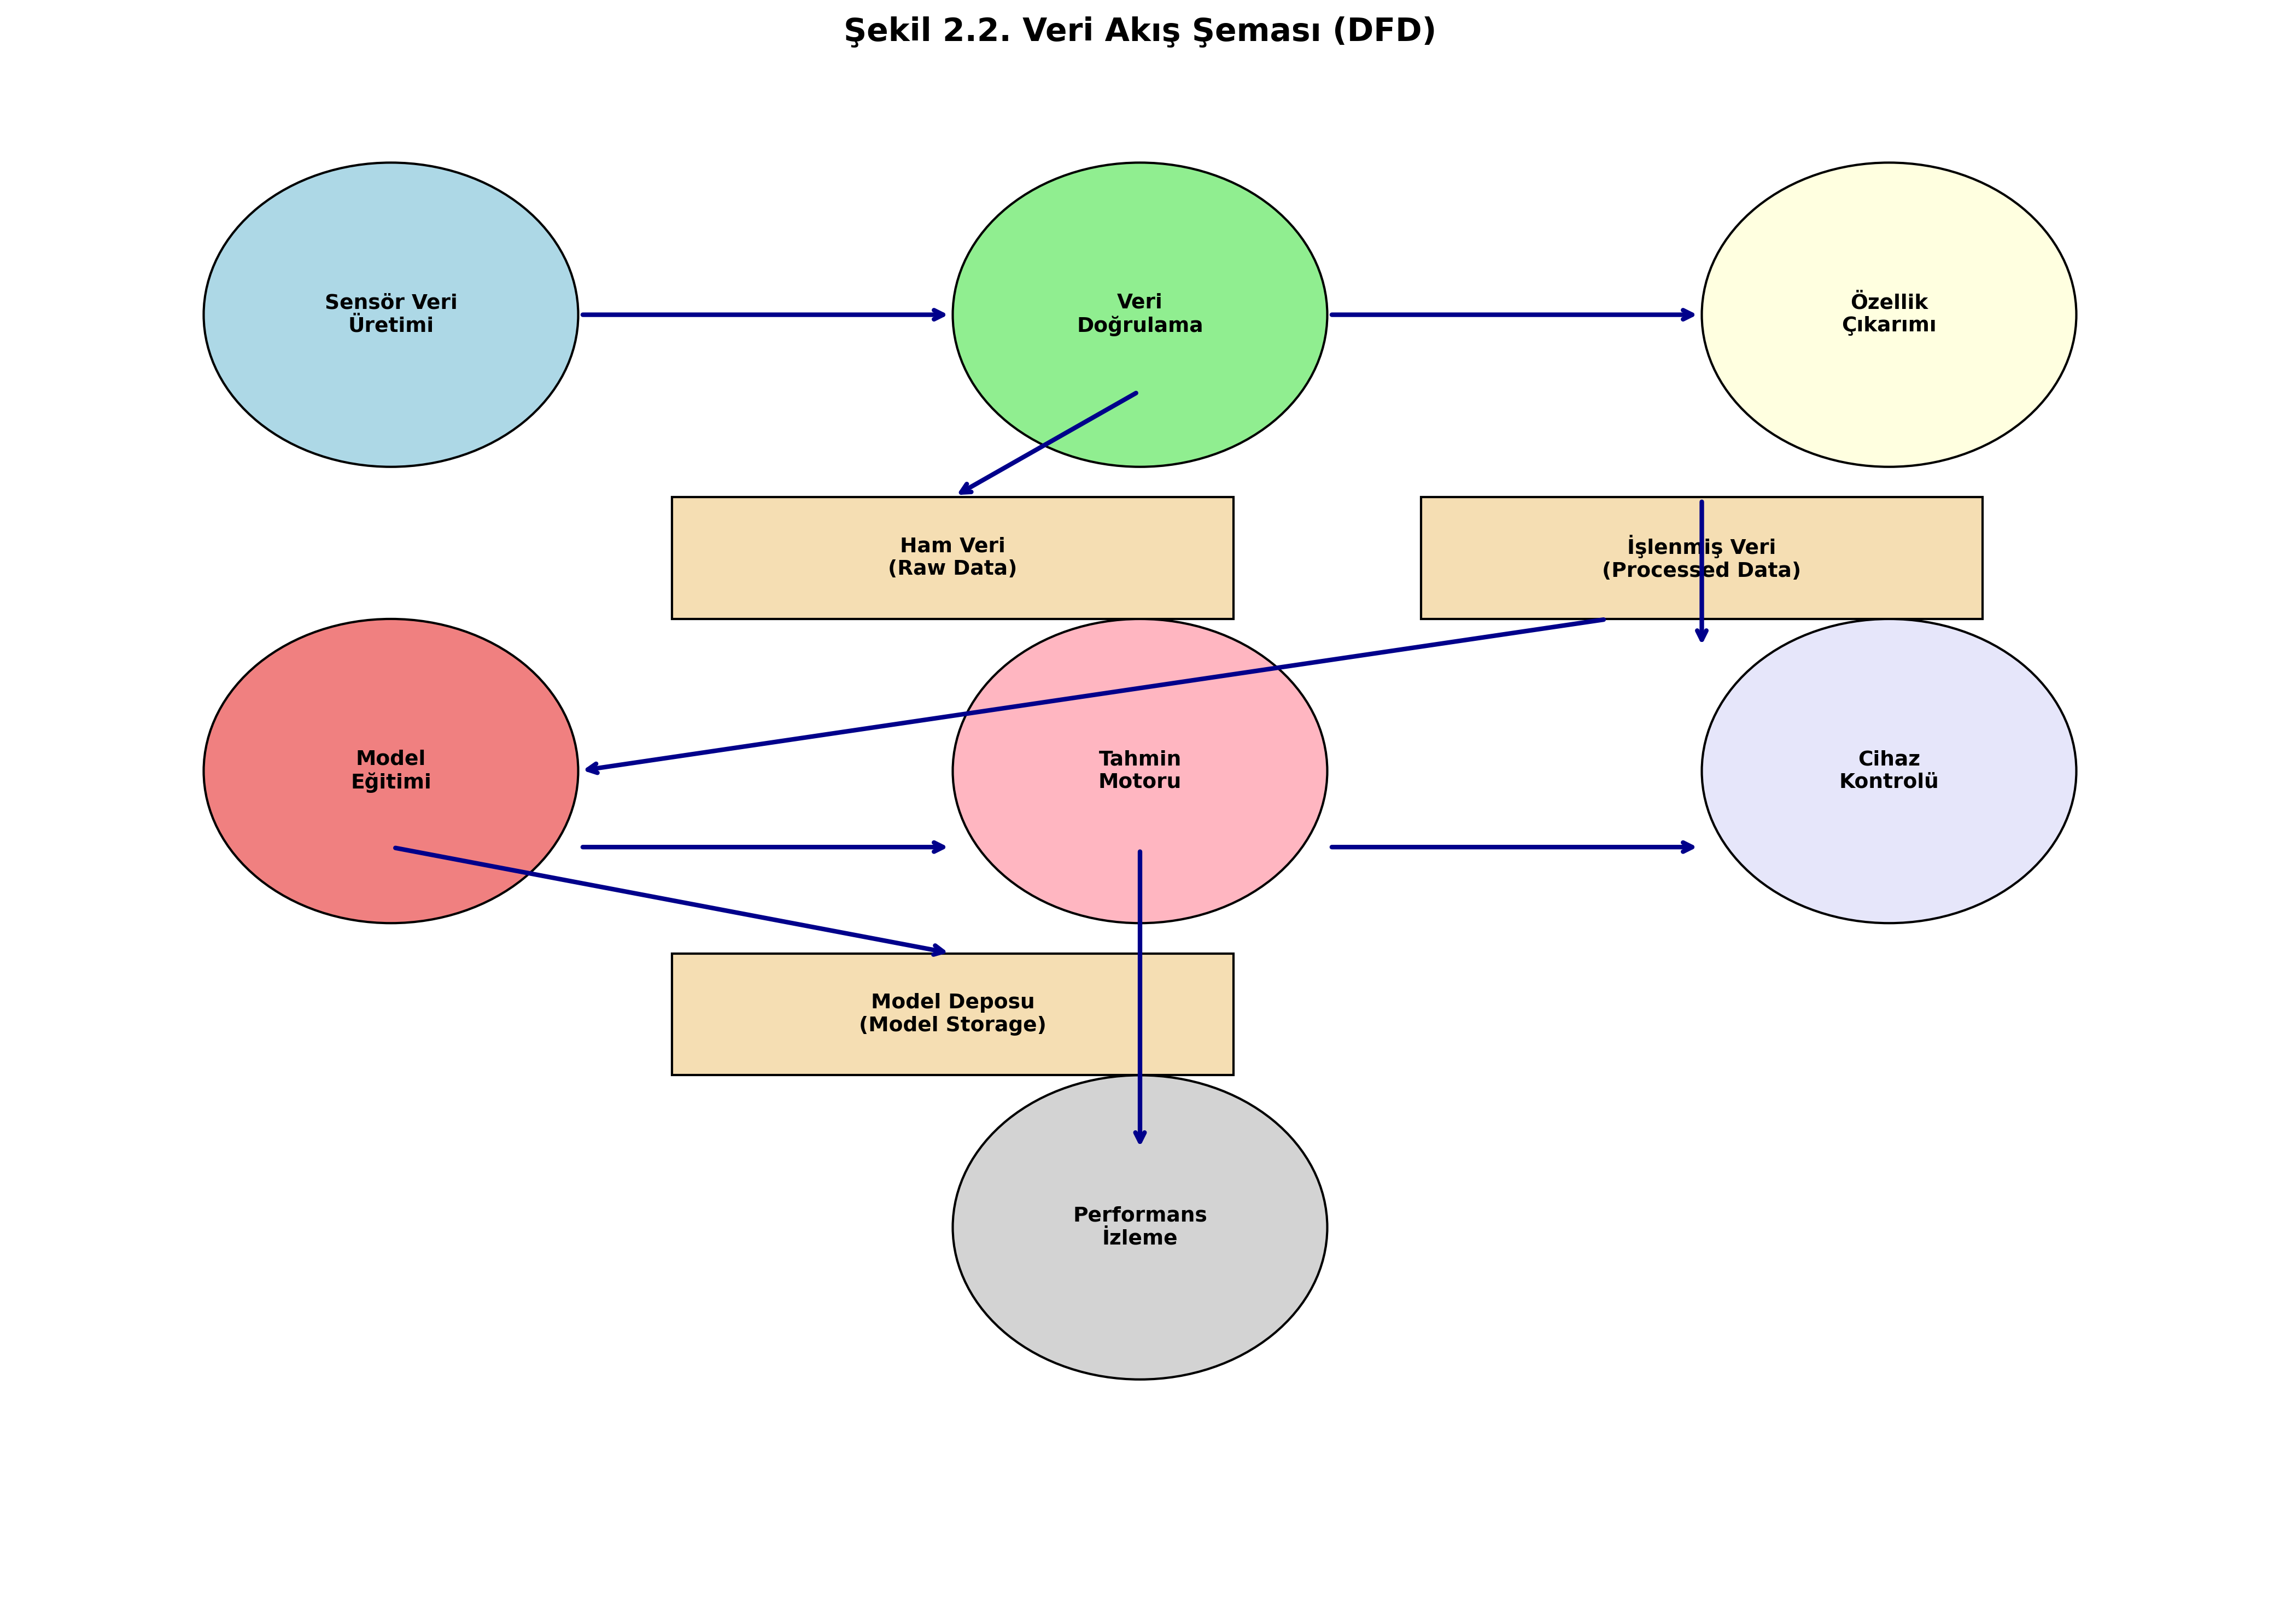 Şekil 2.2. Veri Akış Şeması (DFD)
Sensör Veri
Üretimi
Veri
Doğrulama
Özellik
Çıkarımı
Ham Veri
(Raw Data)
İşlenmiş Veri
(Processed Data)
Model
Eğitimi
Tahmin
Motoru
Cihaz
Kontrolü
Model Deposu
(Model Storage)
Performans
İzleme